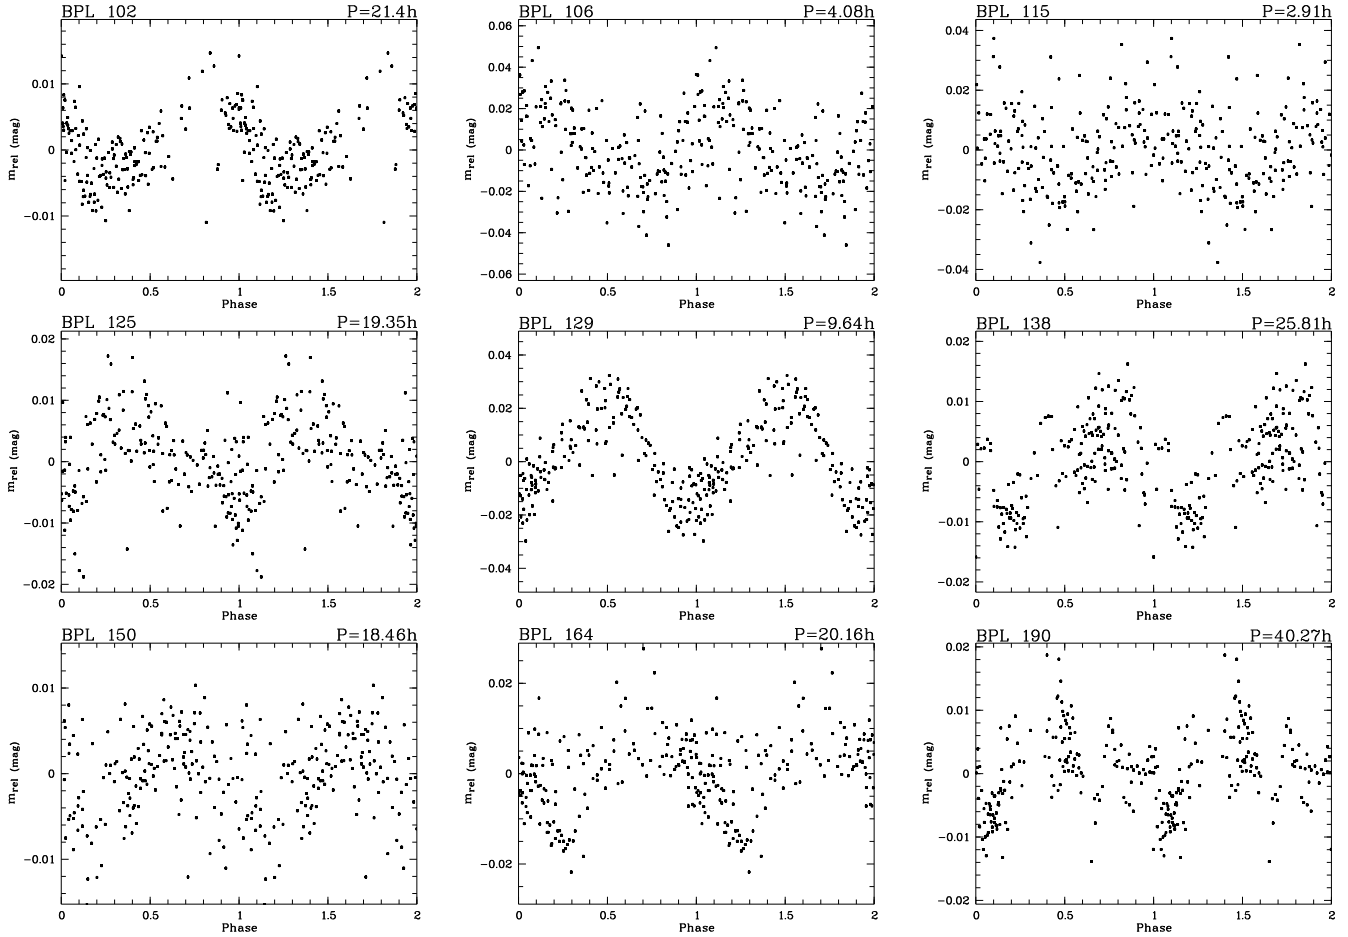 BPL 102 P=21.4h
0.01
0
−0.01
m_rel (mag)
0 0.5 1 1.5 2
Phase
BPL 106 P=4.08h
0.06
0.04
0.02
0
−0.02
−0.04
−0.06
m_rel (mag)
0 0.5 1 1.5 2
Phase
BPL 115 P=2.91h
0.04
0.02
0
−0.02
−0.04
m_rel (mag)
0 0.5 1 1.5 2
Phase
BPL 125 P=19.35h
0.02
0.01
0
−0.01
−0.02
m_rel (mag)
0 0.5 1 1.5 2
Phase
BPL 129 P=9.64h
0.04
0.02
0
−0.02
−0.04
m_rel (mag)
0 0.5 1 1.5 2
Phase
BPL 138 P=25.81h
0.02
0.01
0
−0.01
−0.02
m_rel (mag)
0 0.5 1 1.5 2
Phase
BPL 150 P=18.46h
0.01
0
−0.01
m_rel (mag)
0 0.5 1 1.5 2
Phase
BPL 164 P=20.16h
0.02
0
−0.02
m_rel (mag)
0 0.5 1 1.5 2
Phase
BPL 190 P=40.27h
0.02
0.01
0
−0.01
−0.02
m_rel (mag)
0 0.5 1 1.5 2
Phase